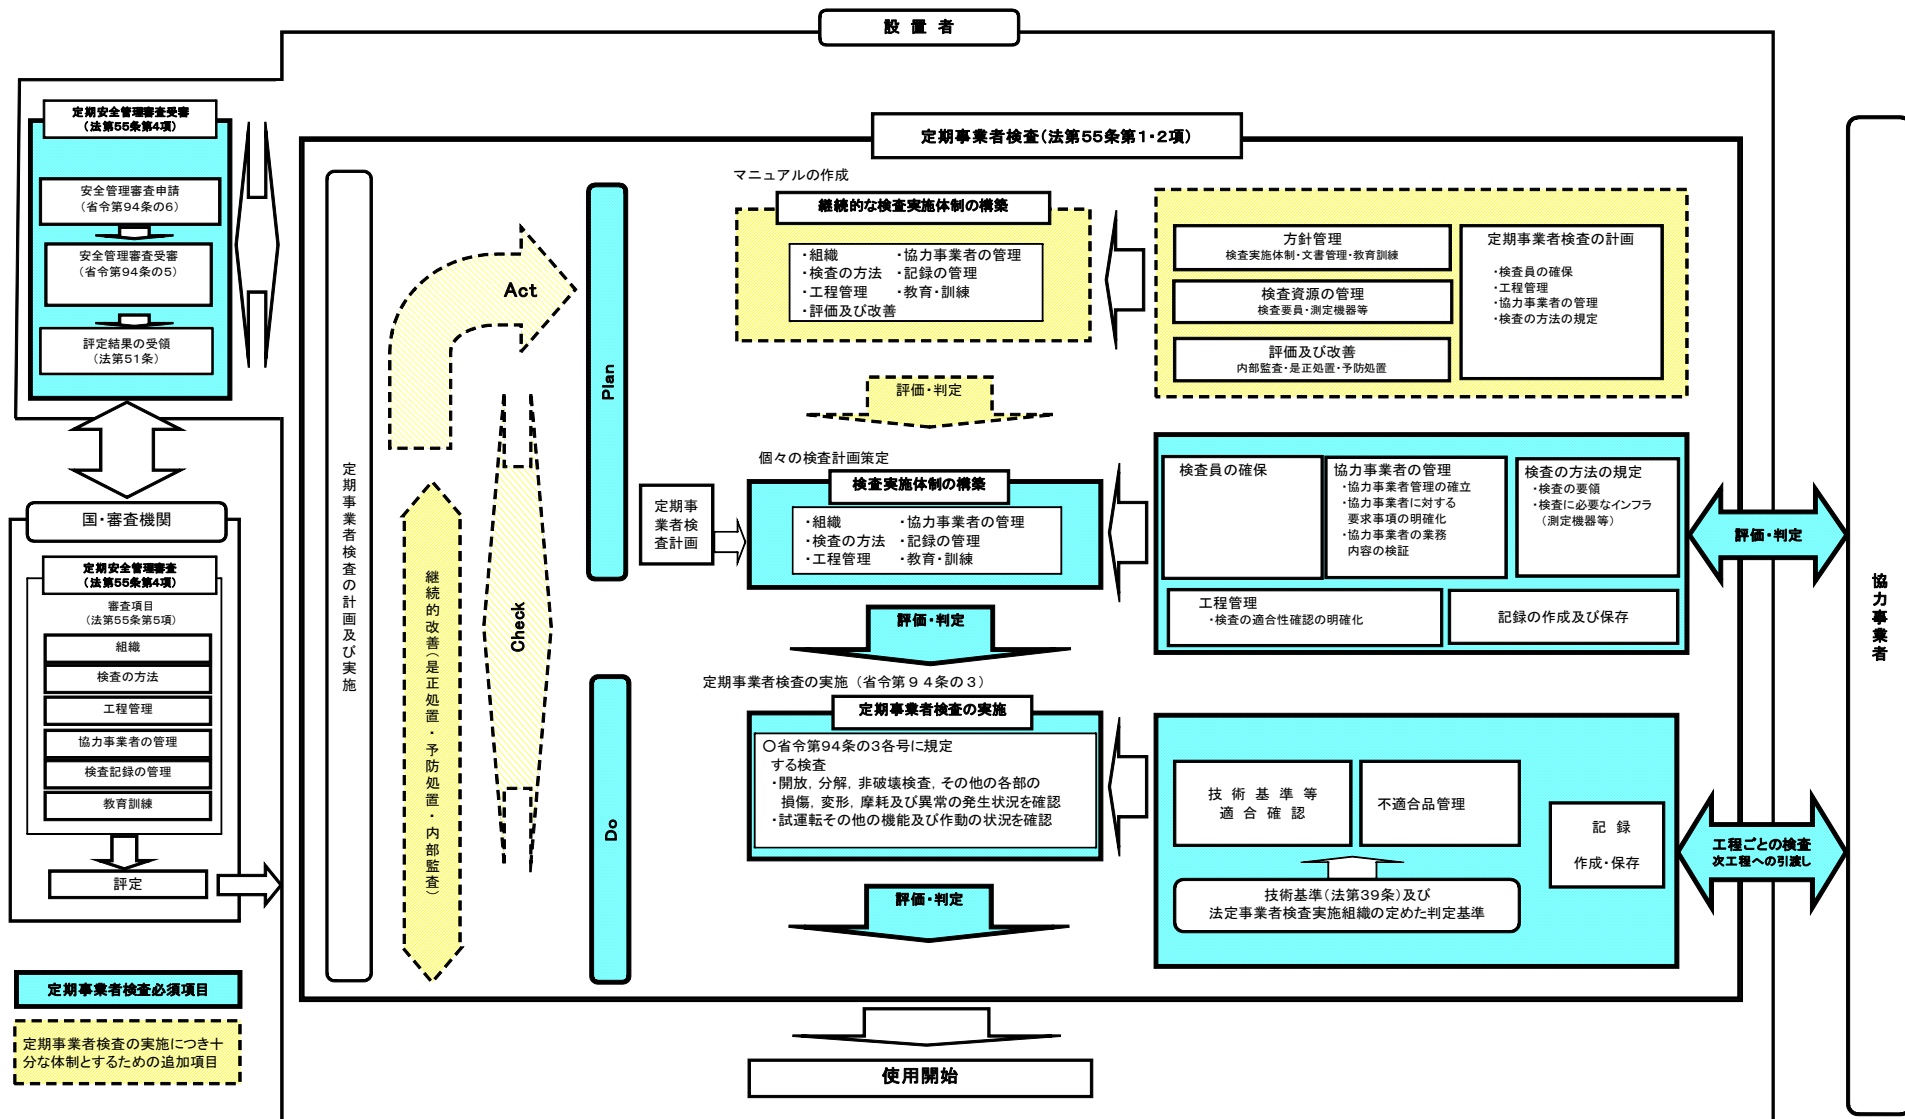 設 置 者
定期安全管理審査受審
(法第55条第4項)
安全管理審査申請
(省令第94条の6)
安全管理審査受審
(省令第94条の5)
評定結果の受領
(法第51条)
国・審査機関
定期安全管理審査
(法第55条第4項)
審査項目
(法第55条第5項)
組織
検査の方法
工程管理
協力事業者の管理
検査記録の管理
教育訓練
評定
定期事業者検査必須項目
定期事業者検査の実施につき十
分な体制とするための追加項目
定期事業者検査(法第55条第1・2項)
定期事業者検査の計画及び実施
Act
継続的改善(是正処置・予防処置・内部監査)
Check
Plan
Do
マニュアルの作成
継続的な検査実施体制の構築
・組織 ・協力事業者の管理
・検査の方法 ・記録の管理
・工程管理 ・教育・訓練
・評価及び改善
方針管理
検査実施体制・文書管理・教育訓練
検査資源の管理
検査要員・測定機器等
評価及び改善
内部監査・是正処置・予防処置
定期事業者検査の計画
・検査員の確保
・工程管理
・協力事業者の管理
・検査の方法の規定
評価・判定
個々の検査計画策定
定期事
業者検
査計画
検査実施体制の構築
・組織 ・協力事業者の管理
・検査の方法 ・記録の管理
・工程管理 ・教育・訓練
検査員の確保
協力事業者の管理
・協力事業者管理の確立
・協力事業者に対する
要求事項の明確化
・協力事業者の業務
内容の検証
検査の方法の規定
・検査の要領
・検査に必要なインフラ
(測定機器等)
工程管理
・検査の適合性確認の明確化
記録の作成及び保存
評価・判定
評価・判定
定期事業者検査の実施 (省令第94条の3)
定期事業者検査の実施
○省令第94条の3各号に規定
する検査
・開放, 分解, 非破壊検査, その他の各部の
損傷, 変形, 摩耗及び異常の発生状況を確認
・試運転その他の機能及び作動の状況を確認
技 術 基 準 等
適 合 確 認
不適合品管理
記 録
作成・保存
技術基準(法第39条)及び
法定事業者検査実施組織の定めた判定基準
工程ごとの検査
次工程への引渡し
評価・判定
協力事業者
使用開始